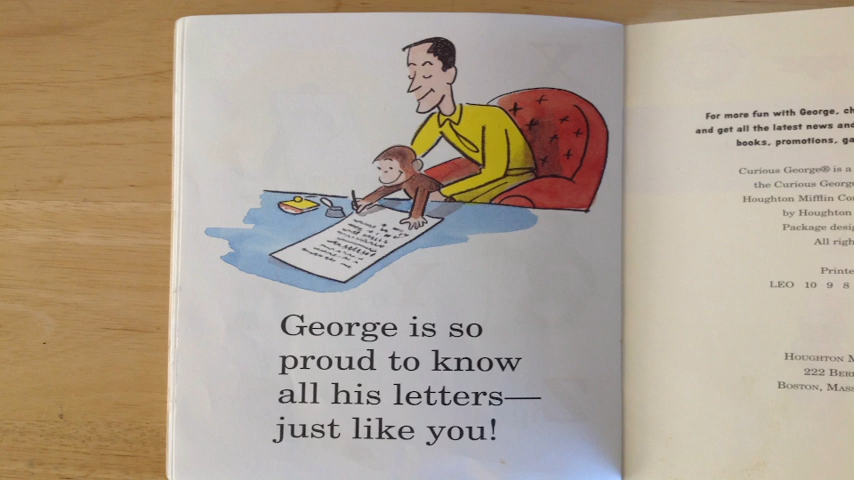 George is so
proud to know
all his letters—
just like you!
For more fun with George, ch
and get all the latest news and
books, promotions, ga
Curious George® is a
the Curious George
Houghton Mifflin Co
by Houghton
Package desig
All righ
Printe
LEO 10 9 8
HOUGHTON M
222 BER
BOSTON, MASS